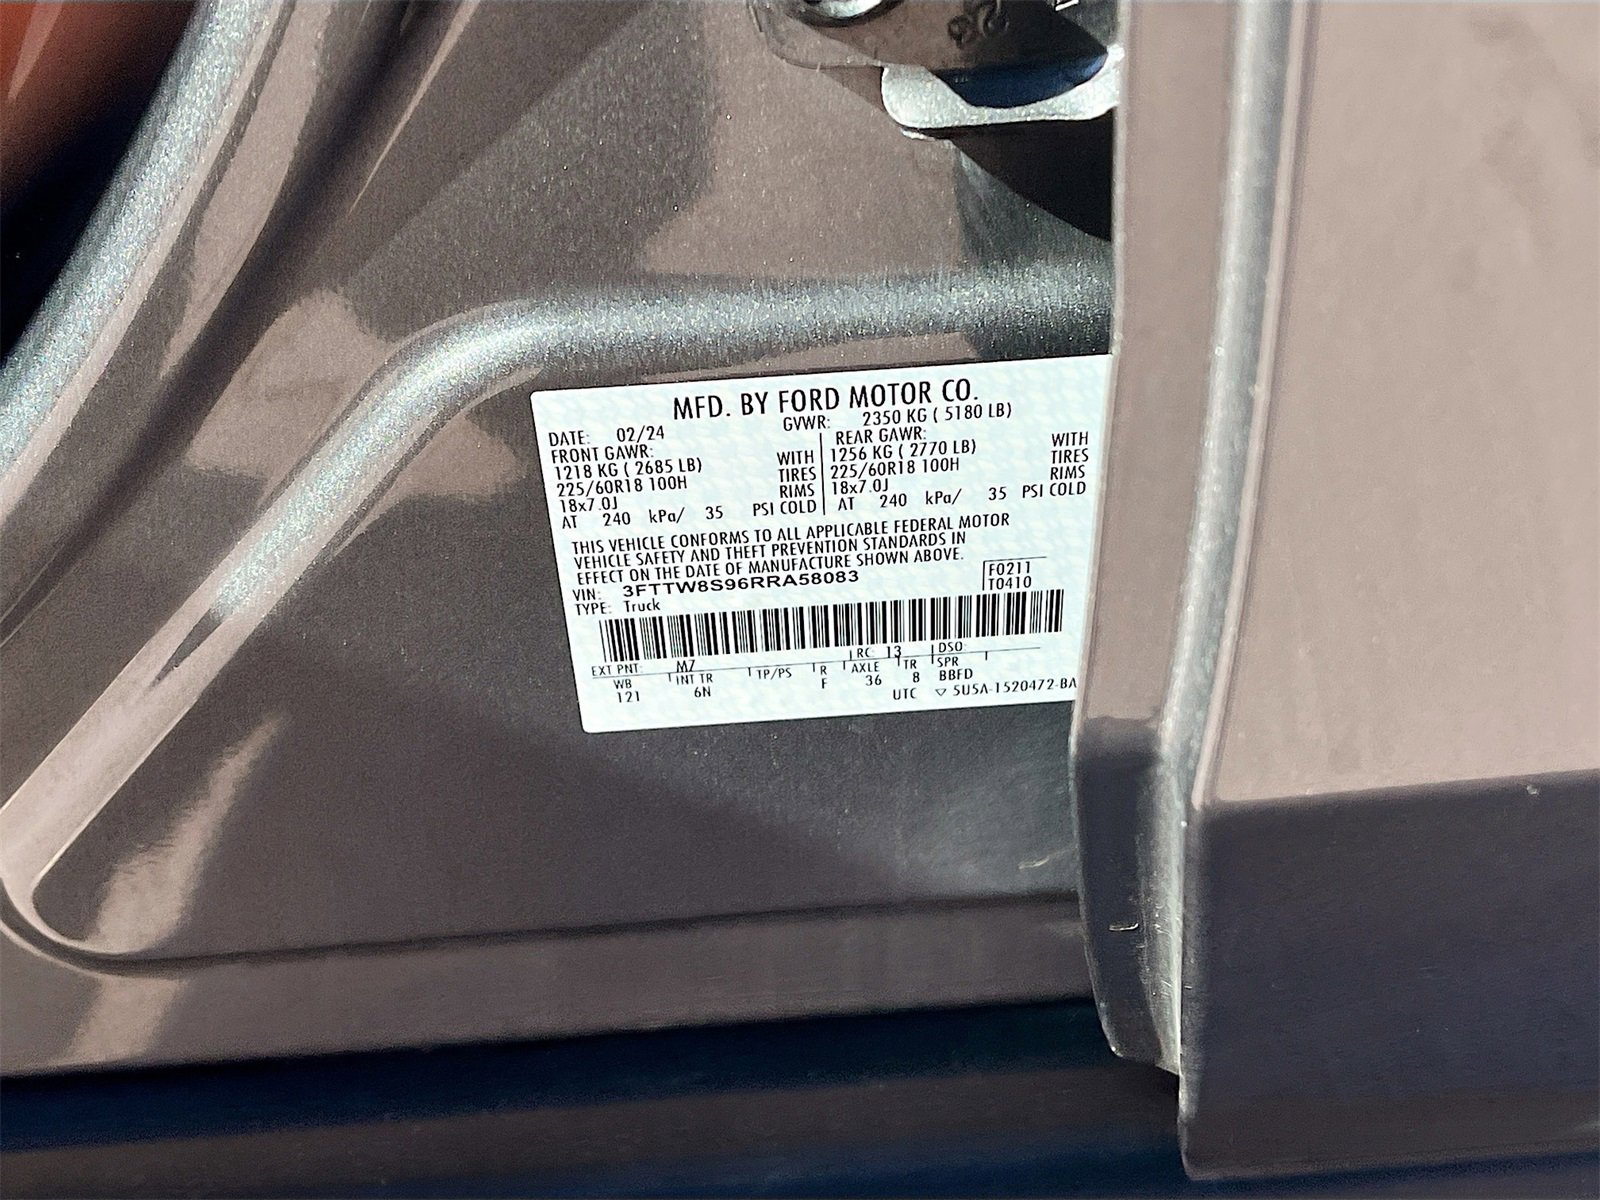 MFD. BY FORD MOTOR CO.
DATE: 02/24 GVWR: 2350 KG ( 5180 LB)
FRONT GAWR: REAR GAWR:
1218 KG ( 2685 LB) WITH 1256 KG ( 2770 LB) WITH
225/60R18 100H TIRES 225/60R18 100H TIRES
18x7.0J RIMS 18x7.0J RIMS
AT 240 kPa/ 35 PSI COLD AT 240 kPa/ 35 PSI COLD
THIS VEHICLE CONFORMS TO ALL APPLICABLE FEDERAL MOTOR
VEHICLE SAFETY AND THEFT PREVENTION STANDARDS IN
EFFECT ON THE DATE OF MANUFACTURE SHOWN ABOVE.
VIN: 3FTTW8S96RRA58083 F0211
TYPE: Truck T0410
EXT PNT: M7 RC: 13 DSO:
WB INT TR TP/PS R AXLE TR SPR
121 6N F 36 8 BBFD
UTC ▽ 5U5A-1520472-BA